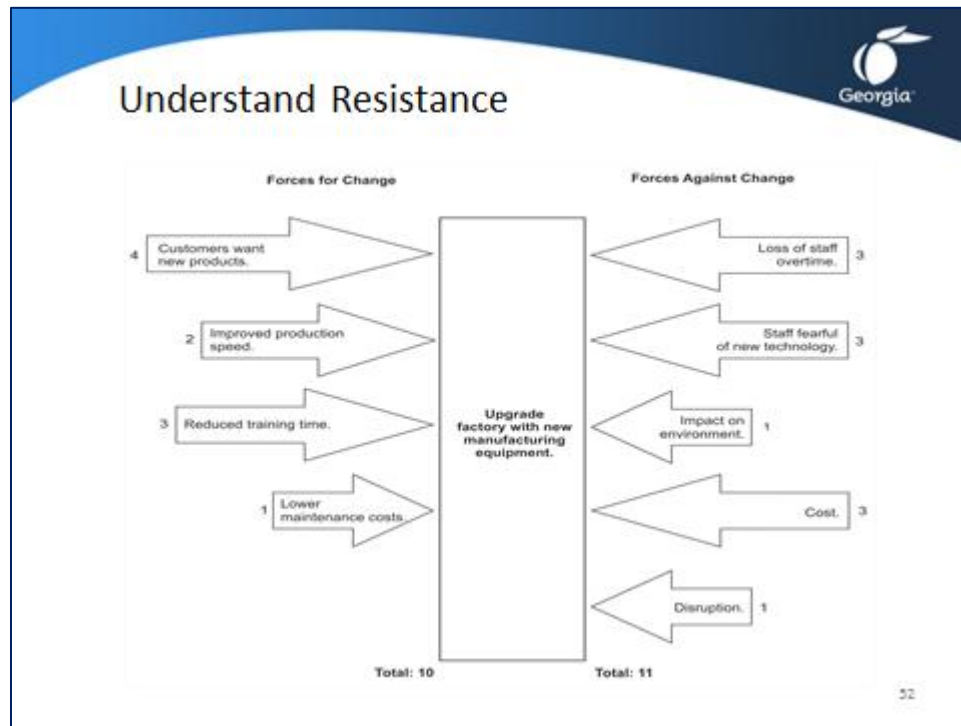 Georgia
Understand Resistance
Forces for Change
Forces Against Change
4
Customers want
new products.
2
Improved production
speed.
3
Reduced training time.
1
Lower
maintenance costs.
Upgrade
factory with new
manufacturing
equipment.
Loss of staff
overtime.
3
Staff fearful
of new technology.
3
Impact on
environment.
1
Cost.
3
Disruption.
1
Total: 10
Total: 11
52